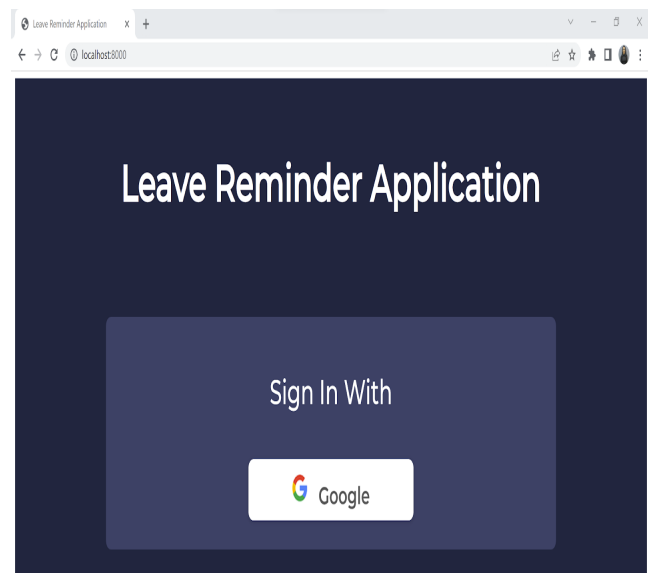 Leave Reminder Application
localhost:8000
Leave Reminder Application
Sign In With
Google